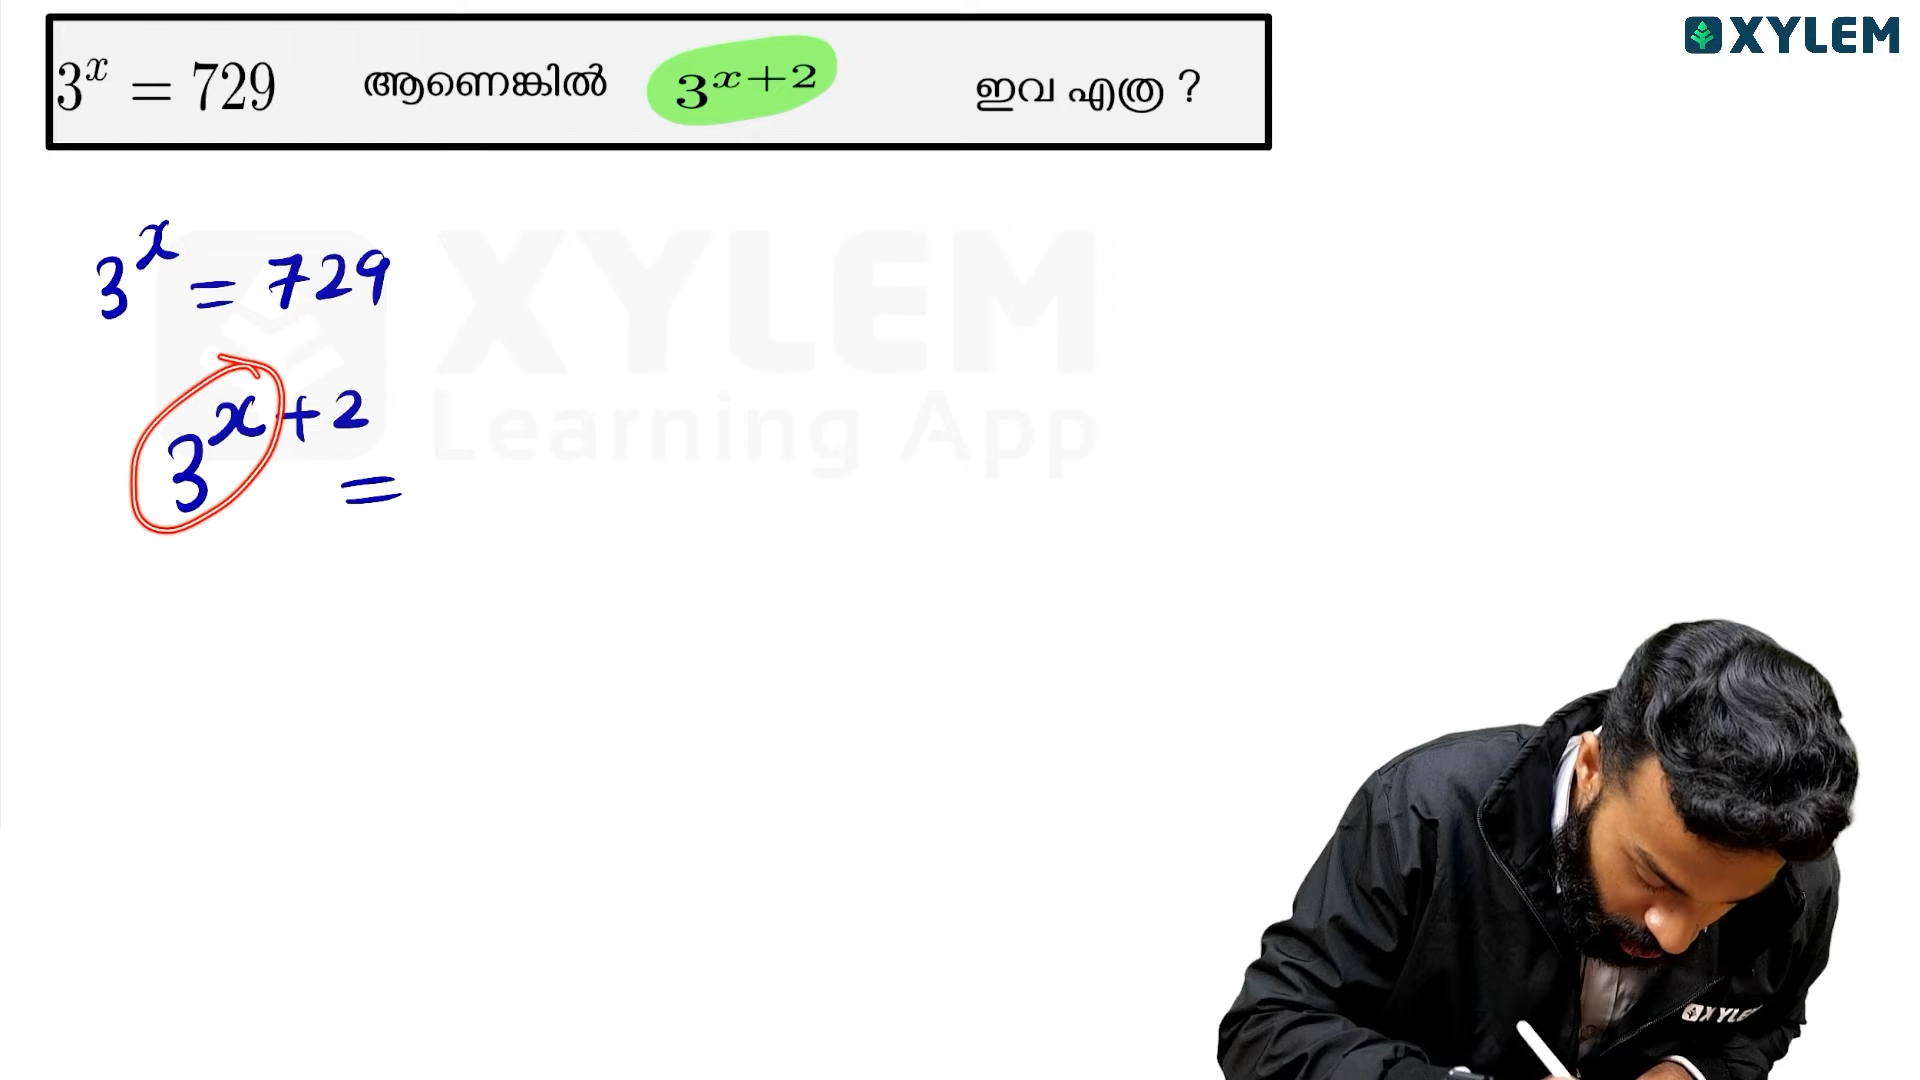 XYLEM
3^x = 729 ആണെങ്കിൽ 3^{x+2} ഇവ എത്ര ?
3^x = 729
3^{x+2} =
XYLEM
Learning App
XYLEM